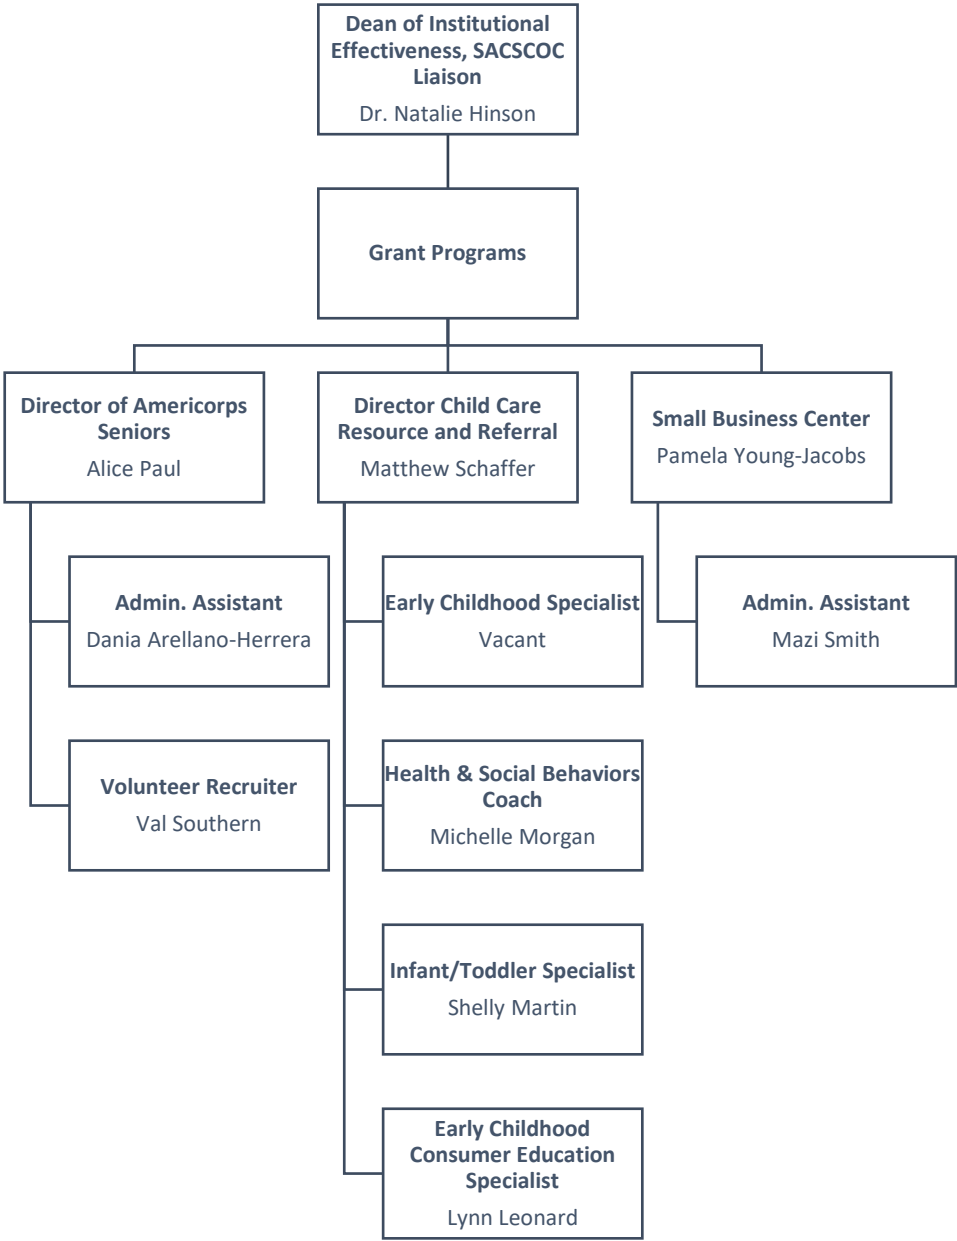 Dean of Institutional
Effectiveness, SACSCOC
Liaison
Dr. Natalie Hinson
Grant Programs
Director of Americorps
Seniors
Alice Paul
Admin. Assistant
Dania Arellano-Herrera
Volunteer Recruiter
Val Southern
Director Child Care
Resource and Referral
Matthew Schaffer
Early Childhood Specialist
Vacant
Health & Social Behaviors
Coach
Michelle Morgan
Infant/Toddler Specialist
Shelly Martin
Early Childhood
Consumer Education
Specialist
Lynn Leonard
Small Business Center
Pamela Young-Jacobs
Admin. Assistant
Mazi Smith